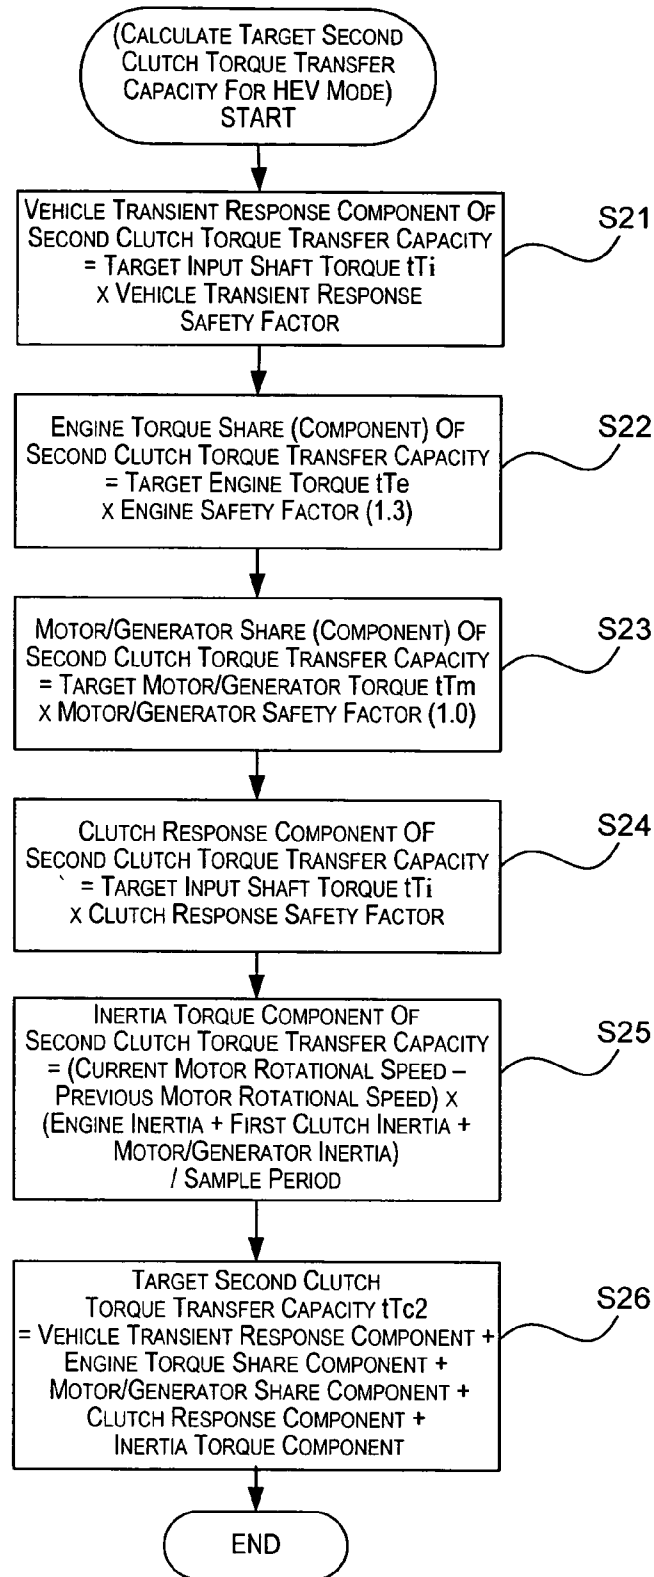 (CALCULATE TARGET SECOND
CLUTCH TORQUE TRANSFER
CAPACITY FOR HEV MODE)
START
VEHICLE TRANSIENT RESPONSE COMPONENT OF
SECOND CLUTCH TORQUE TRANSFER CAPACITY
= TARGET INPUT SHAFT TORQUE tTi
X VEHICLE TRANSIENT RESPONSE
SAFETY FACTOR
S21
ENGINE TORQUE SHARE (COMPONENT) OF
SECOND CLUTCH TORQUE TRANSFER CAPACITY
= TARGET ENGINE TORQUE tTe
X ENGINE SAFETY FACTOR (1.3)
S22
MOTOR/GENERATOR SHARE (COMPONENT) OF
SECOND CLUTCH TORQUE TRANSFER CAPACITY
= TARGET MOTOR/GENERATOR TORQUE tTm
X MOTOR/GENERATOR SAFETY FACTOR (1.0)
S23
CLUTCH RESPONSE COMPONENT OF
SECOND CLUTCH TORQUE TRANSFER CAPACITY
= TARGET INPUT SHAFT TORQUE tTi
X CLUTCH RESPONSE SAFETY FACTOR
S24
INERTIA TORQUE COMPONENT OF
SECOND CLUTCH TORQUE TRANSFER CAPACITY
= (CURRENT MOTOR ROTATIONAL SPEED –
PREVIOUS MOTOR ROTATIONAL SPEED) X
(ENGINE INERTIA + FIRST CLUTCH INERTIA +
MOTOR/GENERATOR INERTIA)
/ SAMPLE PERIOD
S25
TARGET SECOND CLUTCH
TORQUE TRANSFER CAPACITY tTc2
= VEHICLE TRANSIENT RESPONSE COMPONENT +
ENGINE TORQUE SHARE COMPONENT +
MOTOR/GENERATOR SHARE COMPONENT +
CLUTCH RESPONSE COMPONENT +
INERTIA TORQUE COMPONENT
S26
END